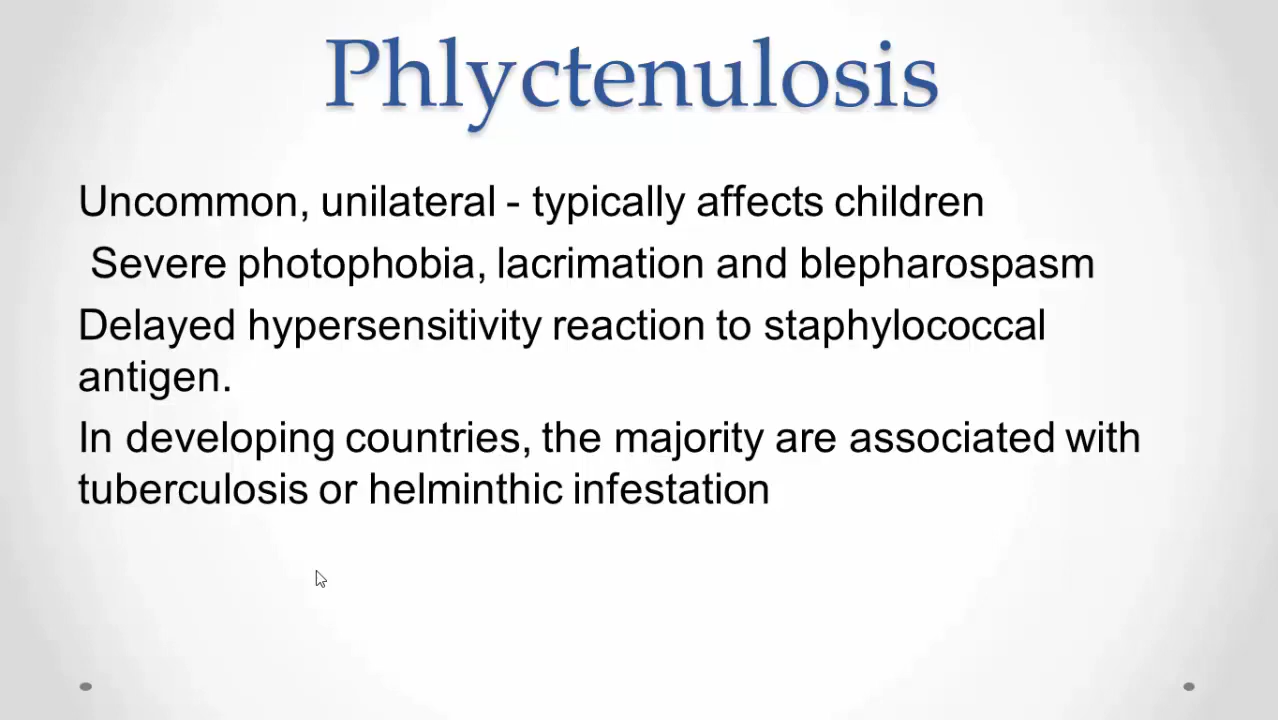 Phlyctenulosis
Uncommon, unilateral - typically affects children
Severe photophobia, lacrimation and blepharospasm
Delayed hypersensitivity reaction to staphylococcal
antigen.
In developing countries, the majority are associated with
tuberculosis or helminthic infestation